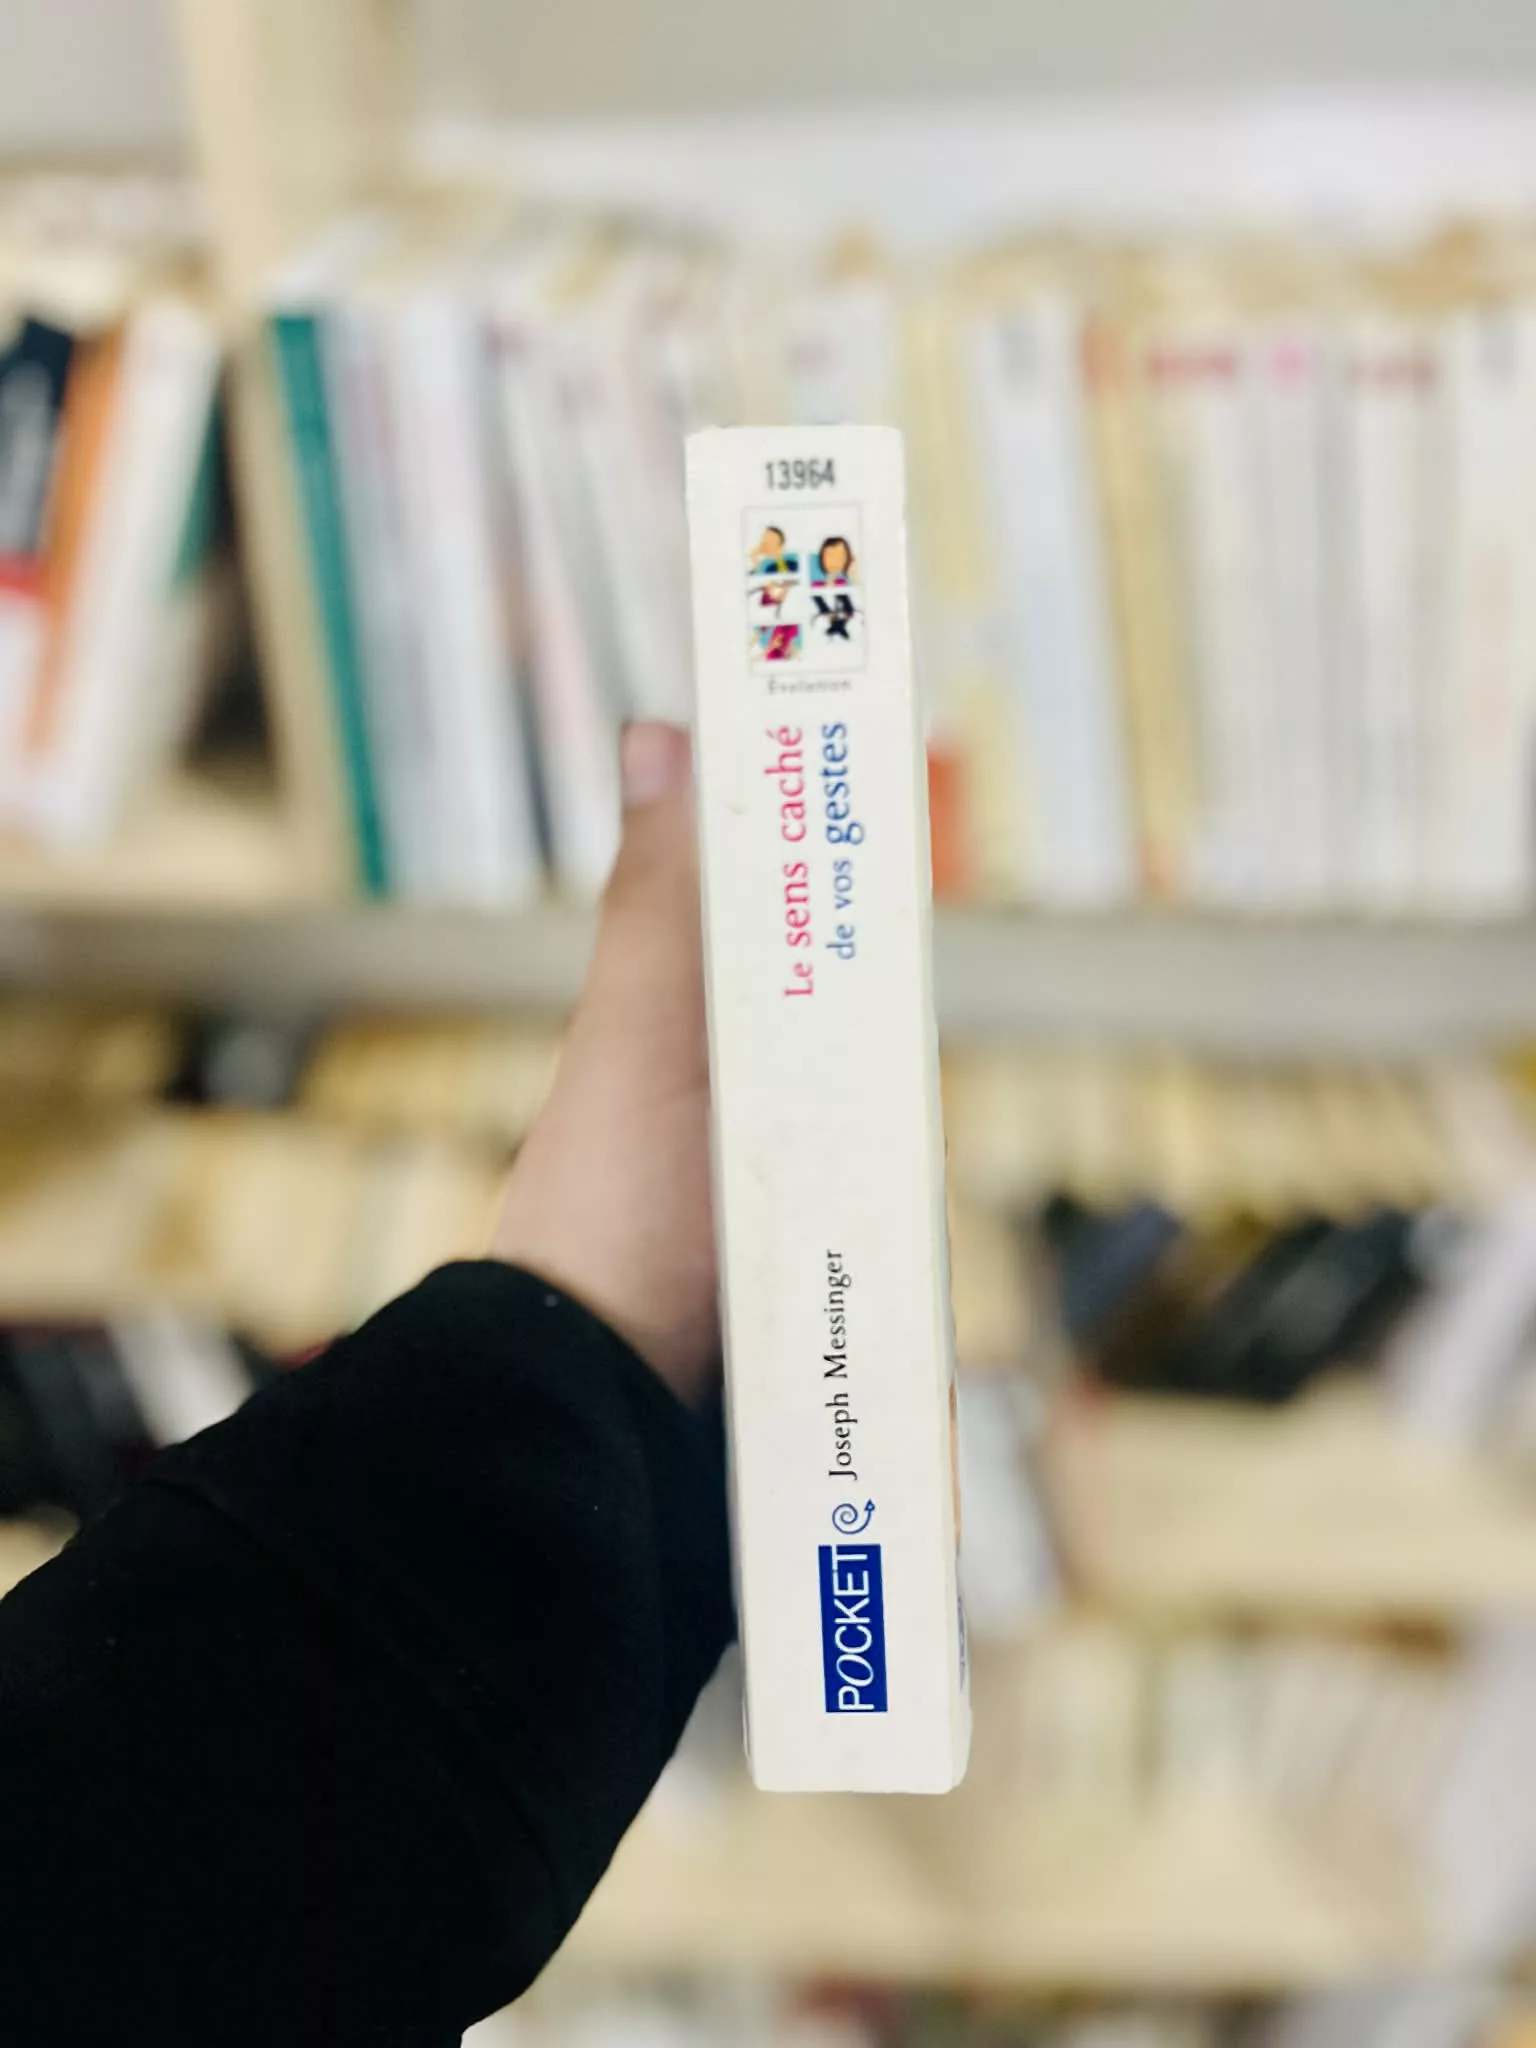 13964
Évolution
Le sens caché
de vos gestes
Joseph Messinger
POCKET